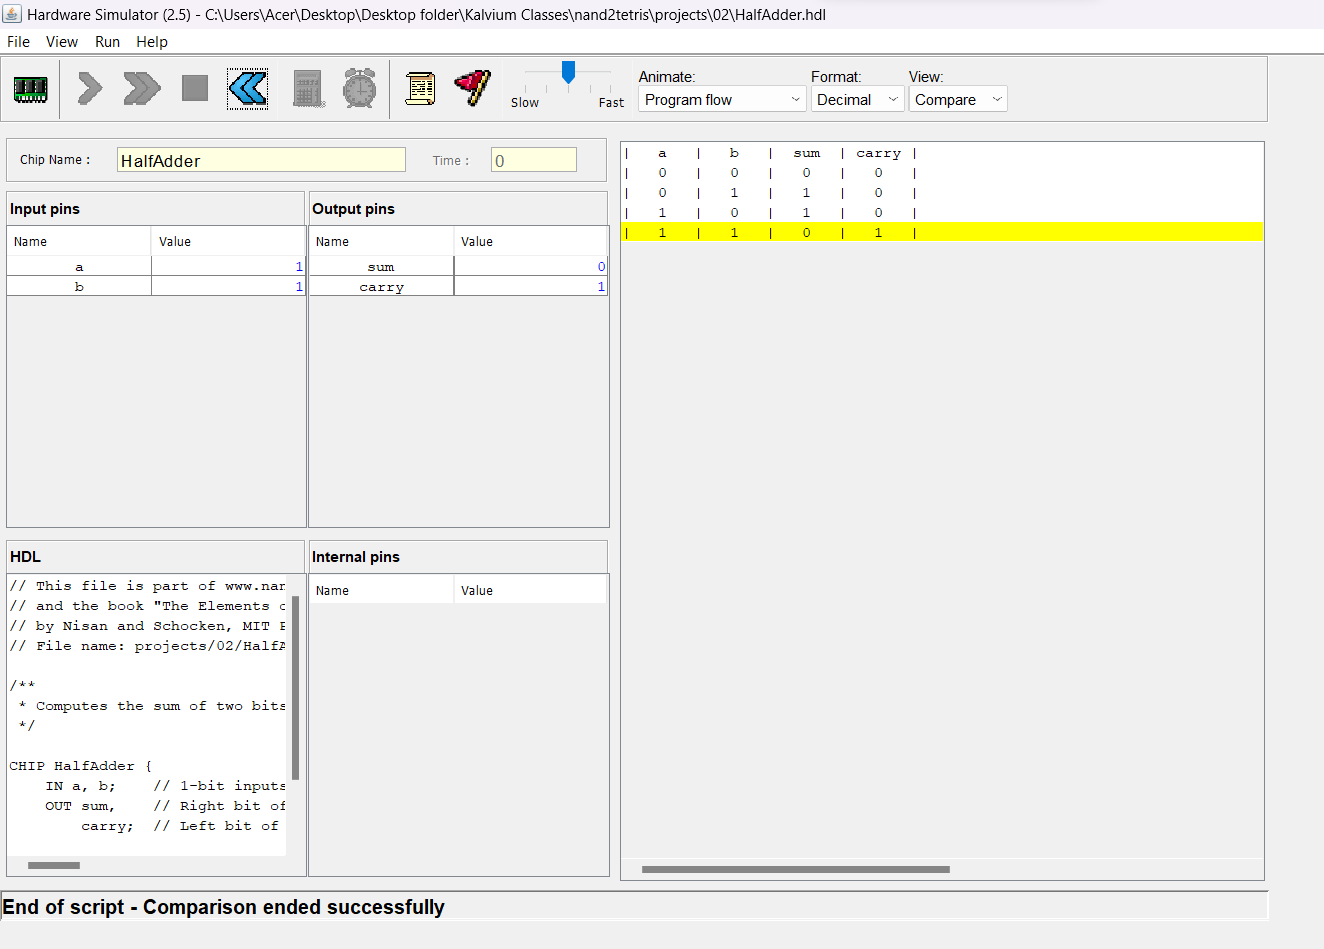 Hardware Simulator (2.5) - C:\Users\Acer\Desktop\Desktop folder\Kalvium Classes\nand2tetris\projects\02\HalfAdder.hdl
File View Run Help
Slow Fast
Animate: Format: View:
Program flow Decimal Compare
Chip Name : HalfAdder Time : 0
Input pins
Name Value
a 1
b 1
Output pins
Name Value
sum 0
carry 1
| a | b | sum | carry |
| 0 | 0 | 0 | 0 |
| 0 | 1 | 1 | 0 |
| 1 | 0 | 1 | 0 |
| 1 | 1 | 0 | 1 |
HDL
// This file is part of www.nan
// and the book "The Elements
// by Nisan and Schocken, MIT
// File name: projects/02/HalfA
/**
* Computes the sum of two bits
*/
CHIP HalfAdder {
IN a, b; // 1-bit inputs
OUT sum, // Right bit of
carry; // Left bit of
Internal pins
Name Value
End of script - Comparison ended successfully